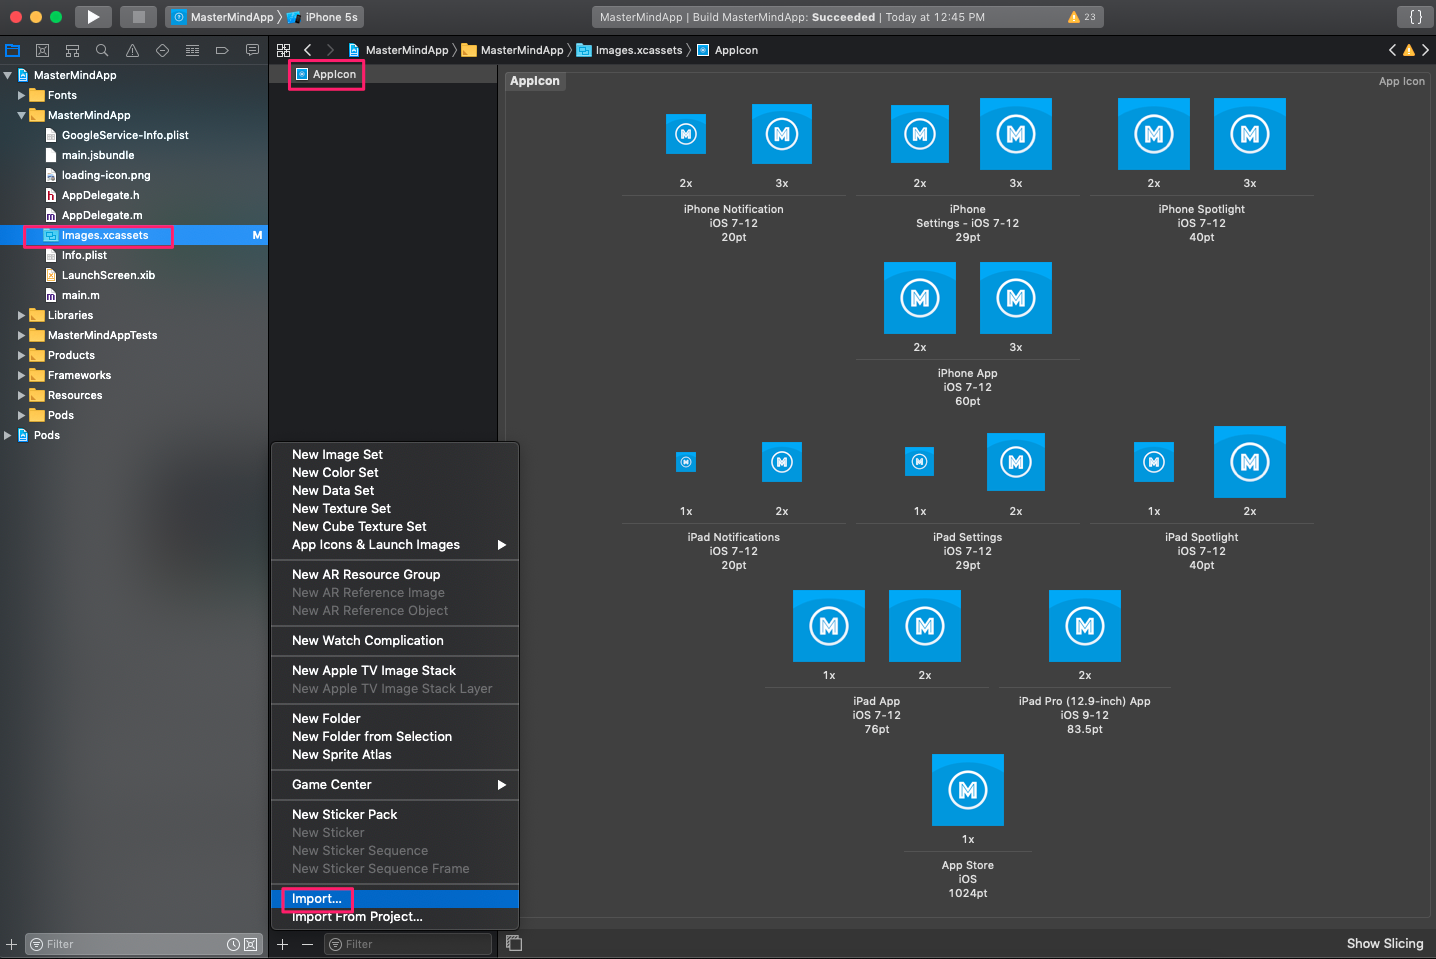 MasterMindApp
iPhone 5s
MasterMindApp | Build MasterMindApp: Succeeded | Today at 12:45 PM
23
{}
MasterMindApp
MasterMindApp
Images.xcassets
AppIcon
MasterMindApp
Fonts
MasterMindApp
GoogleService-Info.plist
main.jsbundle
loading-icon.png
h AppDelegate.h
m AppDelegate.m
Images.xcassets
M
Info.plist
LaunchScreen.xib
m main.m
Libraries
MasterMindAppTests
Products
Frameworks
Resources
Pods
Pods
Filter
AppIcon
New Image Set
New Color Set
New Data Set
New Texture Set
New Cube Texture Set
App Icons & Launch Images
New AR Resource Group
New AR Reference Image
New AR Reference Object
New Watch Complication
New Apple TV Image Stack
New Apple TV Image Stack Layer
New Folder
New Folder from Selection
New Sprite Atlas
Game Center
New Sticker Pack
New Sticker
New Sticker Sequence
New Sticker Sequence Frame
Import...
Import From Project...
Filter
AppIcon
App Icon
M
M
M
M
M
M
2x
3x
2x
3x
2x
3x
iPhone Notification
iOS 7-12
20pt
iPhone
Settings - iOS 7-12
29pt
iPhone Spotlight
iOS 7-12
40pt
M
M
2x
3x
iPhone App
iOS 7-12
60pt
M
M
M
M
M
M
1x
2x
1x
2x
1x
2x
iPad Notifications
iOS 7-12
20pt
iPad Settings
iOS 7-12
29pt
iPad Spotlight
iOS 7-12
40pt
M
M
M
1x
2x
2x
iPad App
iOS 7-12
76pt
iPad Pro (12.9-inch) App
iOS 9-12
83.5pt
M
1x
App Store
iOS
1024pt
Show Slicing